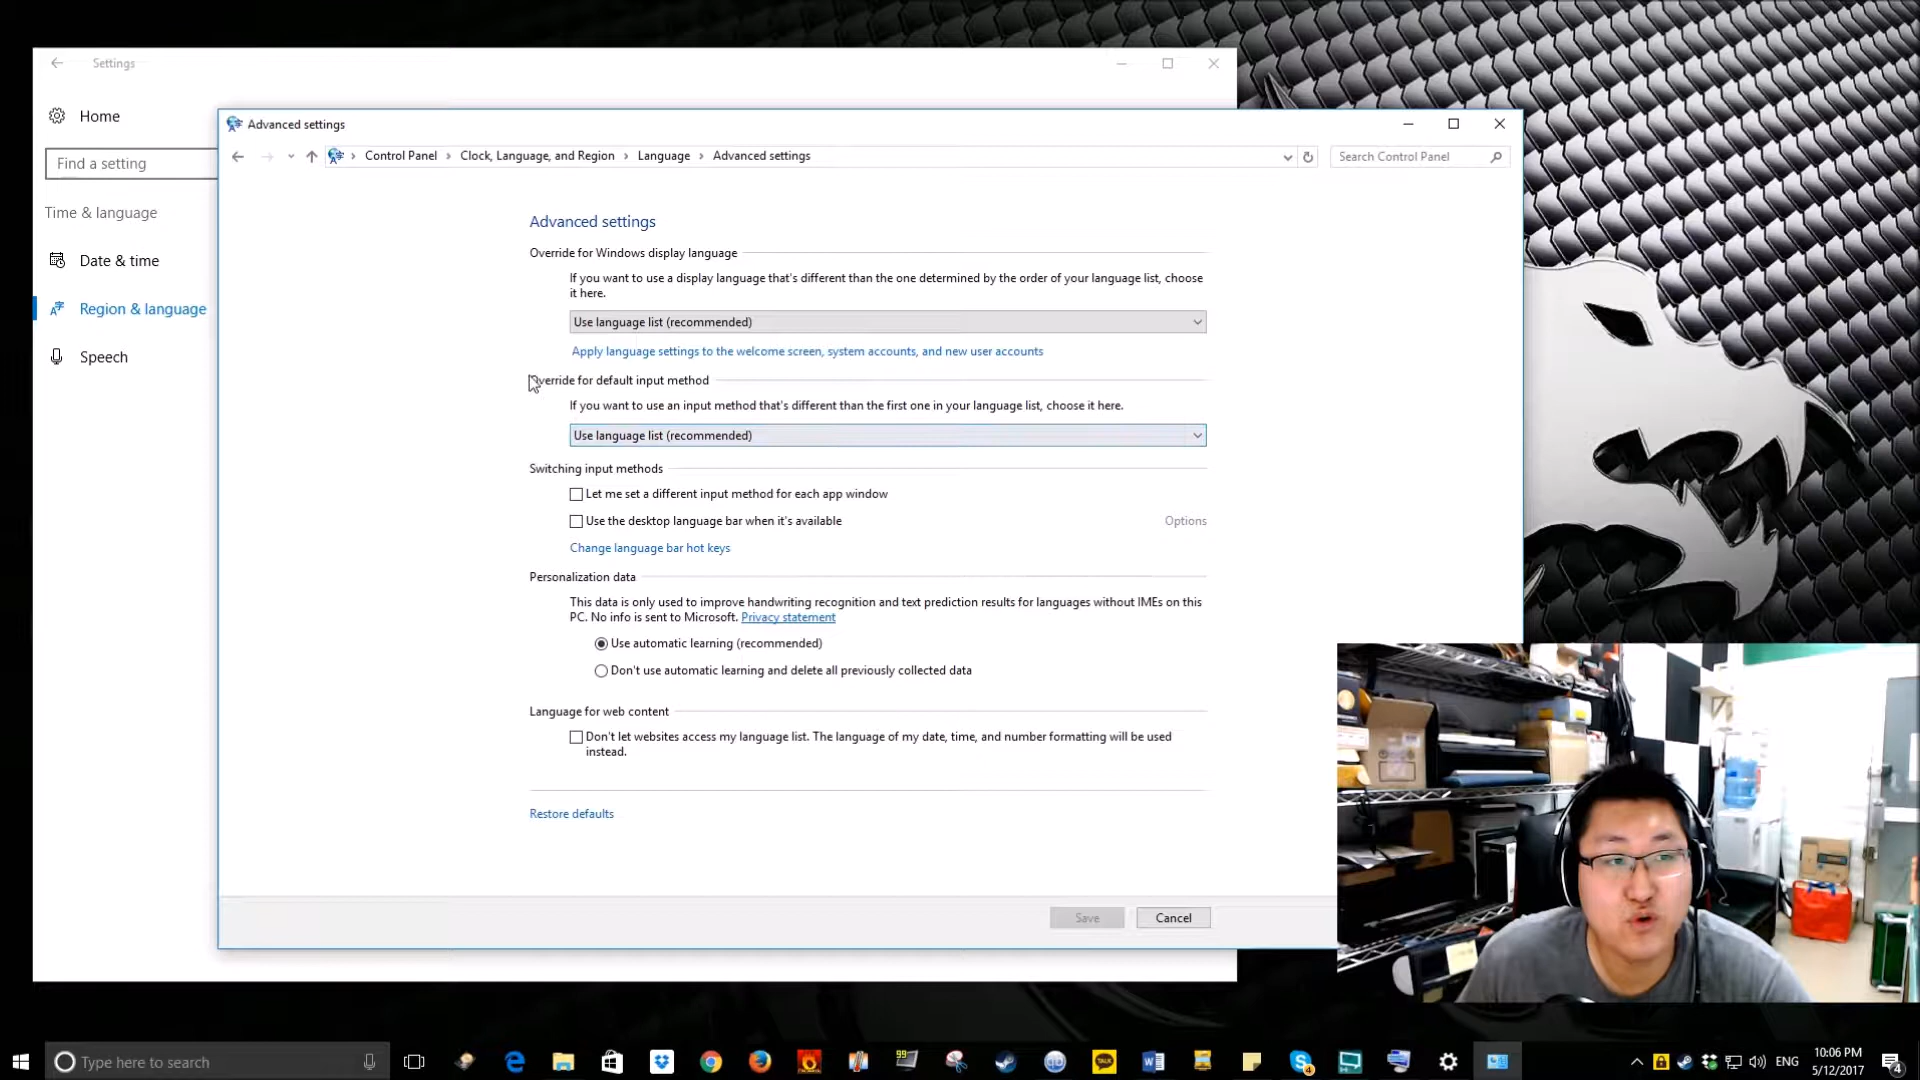 Settings
Home
Find a setting
Time & language
Date & time
Region & language
Speech
Advanced settings
Control Panel › Clock, Language, and Region › Language › Advanced settings
Search Control Panel
Advanced settings
Override for Windows display language
If you want to use a display language that's different than the one determined by the order of your language list, choose
it here.
Use language list (recommended)
Apply language settings to the welcome screen, system accounts, and new user accounts
Override for default input method
If you want to use an input method that's different than the first one in your language list, choose it here.
Use language list (recommended)
Switching input methods
Let me set a different input method for each app window
Use the desktop language bar when it's available
Options
Change language bar hot keys
Personalization data
This data is only used to improve handwriting recognition and text prediction results for languages without IMEs on this
PC. No info is sent to Microsoft. Privacy statement
Use automatic learning (recommended)
Don't use automatic learning and delete all previously collected data
Language for web content
Don't let websites access my language list. The language of my date, time, and number formatting will be used
instead.
Restore defaults
Save
Cancel
Type here to search
99
TALK
4
ENG
10:06 PM
5/12/2017
4